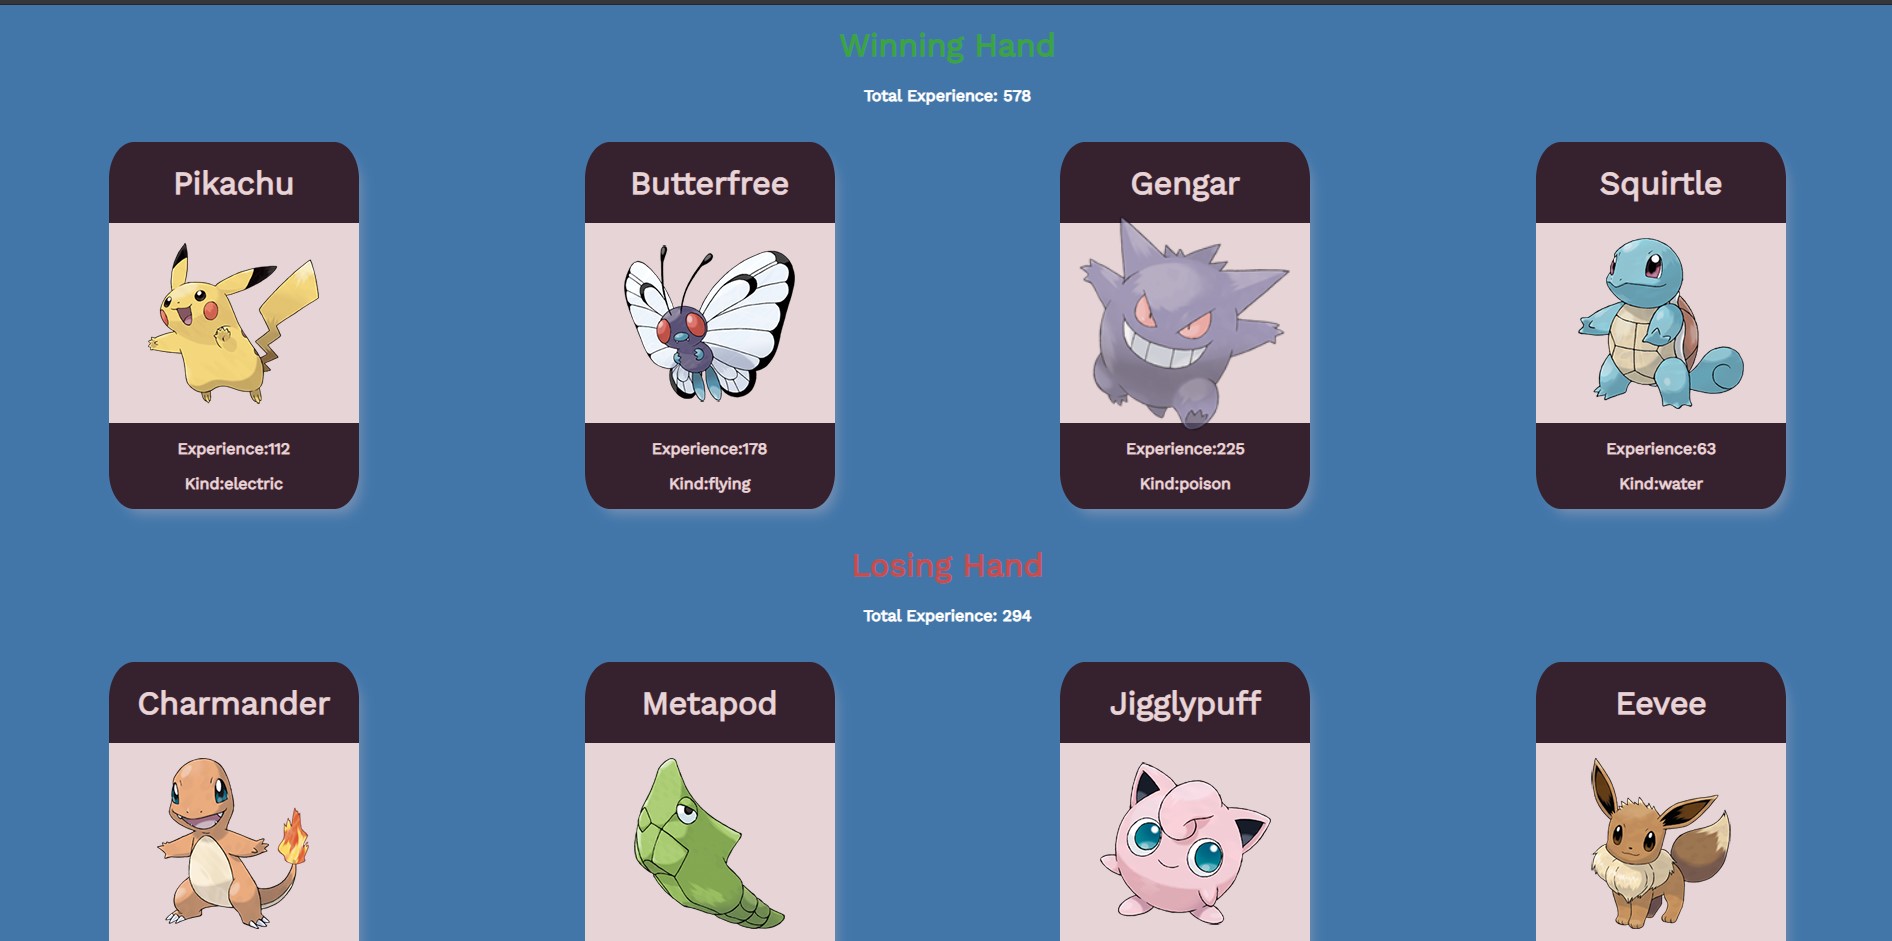 Winning Hand
Total Experience: 578
Pikachu
Butterfree
Gengar
Squirtle
Experience:112
Experience:178
Experience:225
Experience:63
Kind:electric
Kind:flying
Kind:poison
Kind:water
Losing Hand
Total Experience: 294
Charmander
Metapod
Jigglypuff
Eevee